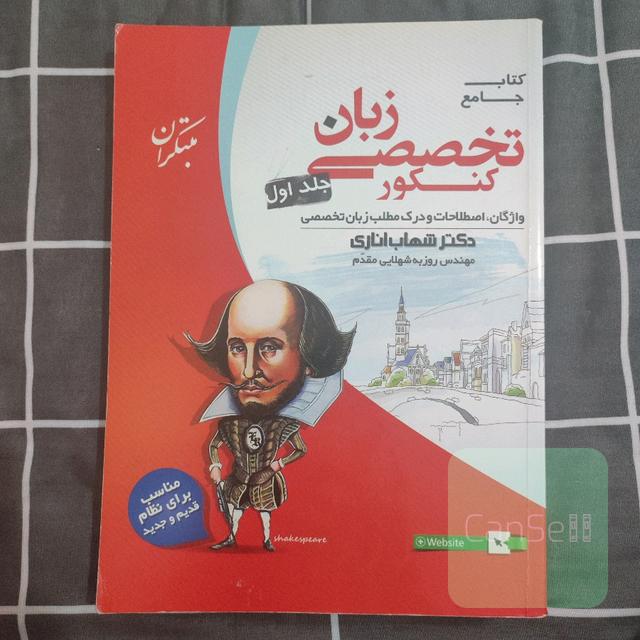 کتاب
جامع
زبان
تخصصی
کنکور
جلد اول
واژگان، اصطلاحات و درک مطلب زبان تخصصی
دکتر شهاب اناری
مهندس روزبه شهلایی مقدّم
مبتکران
مناسب
برای نظام
قدیم و جدید
shakespeare
Website
CanSell